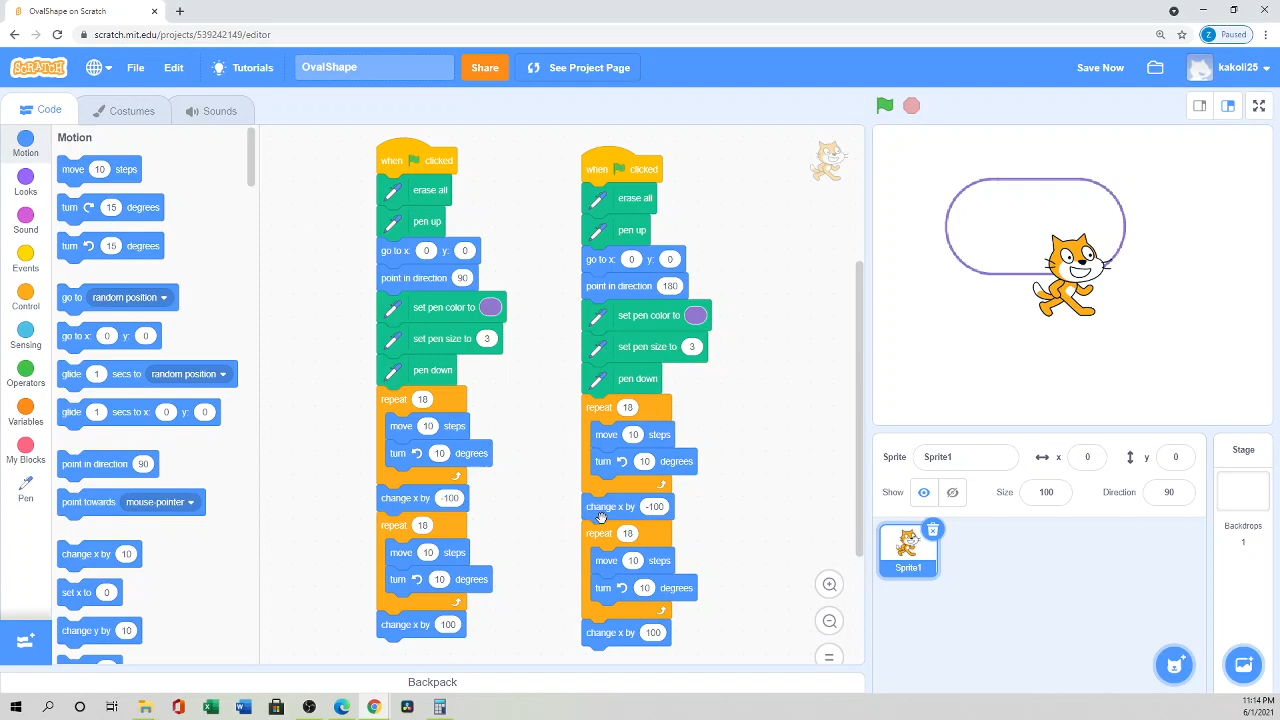 OvalShape on Scratch
scratch.mit.edu/projects/539242149/editor
Z Paused
SCRATCH File Edit Tutorials OvalShape Share See Project Page Save Now kakoli25
Code Costumes Sounds
Motion
Looks
Sound
Events
Control
Sensing
Operators
Variables
My Blocks
Pen
Motion
move 10 steps
turn 15 degrees
turn 15 degrees
go to random position
go to x: 0 y: 0
glide 1 secs to random position
glide 1 secs to x: 0 y: 0
point in direction 90
point towards mouse-pointer
change x by 10
set x to 0
change y by 10
when clicked
erase all
pen up
go to x: 0 y: 0
point in direction 90
set pen color to
set pen size to 3
pen down
repeat 18
move 10 steps
turn 10 degrees
change x by -100
repeat 18
move 10 steps
turn 10 degrees
change x by 100
when clicked
erase all
pen up
go to x: 0 y: 0
point in direction 180
set pen color to
set pen size to 3
pen down
repeat 18
move 10 steps
turn 10 degrees
change x by -100
repeat 18
move 10 steps
turn 10 degrees
change x by 100
Sprite Sprite1 x 0 y 0
Show Size 100 Direction 90
Sprite1
Stage
Backdrops
1
Backpack
11:14 PM
6/1/2021